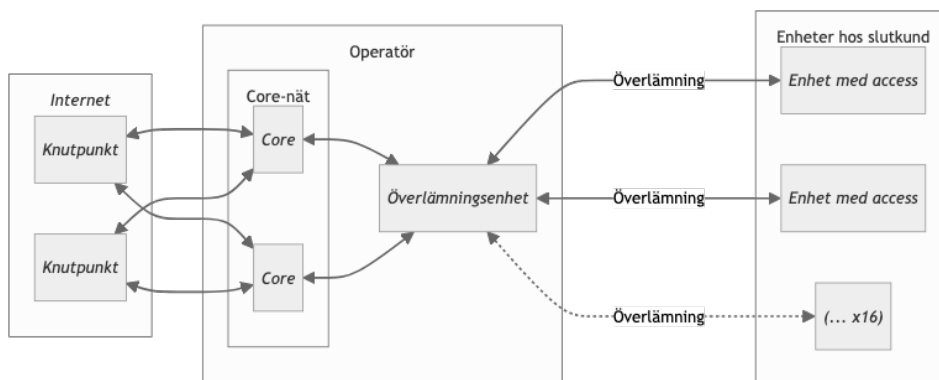 Internet
Knutpunkt
Knutpunkt
Operatör
Core-nät
Core
Core
Överlämningsenhet
Överlämning
Överlämning
Överlämning
Enheter hos slutkund
Enhet med access
Enhet med access
(... x16)